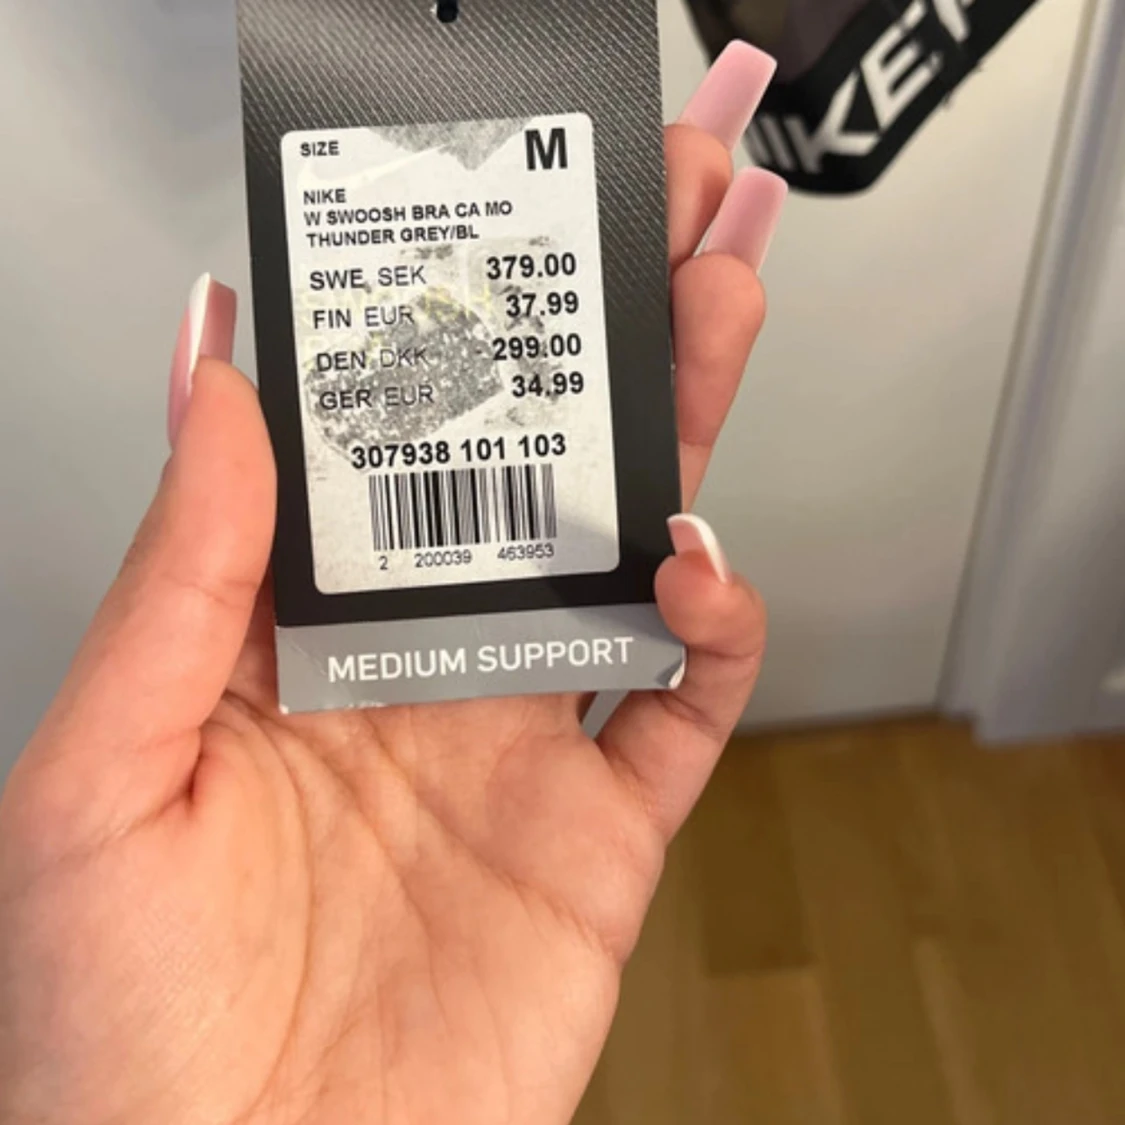 SIZE M
NIKE
W SWOOSH BRA CA MO
THUNDER GREY/BL
SWE SEK 379.00
FIN EUR 37.99
DEN DKK 299.00
GER EUR 34.99
307938 101 103
2 200039 463953
MEDIUM SUPPORT